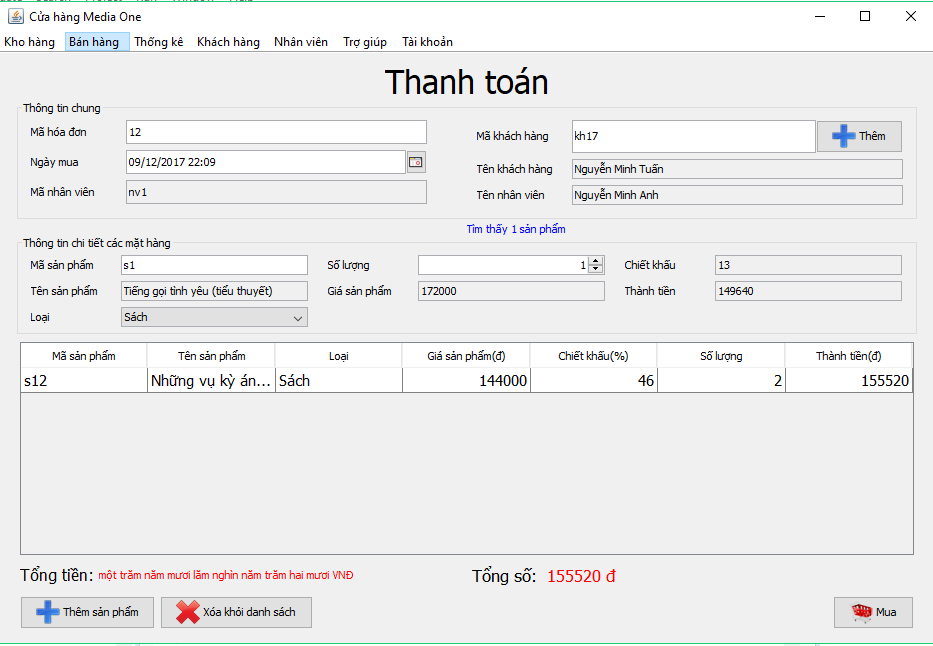 Cửa hàng Media One
Kho hàng Bán hàng Thống kê Khách hàng Nhân viên Trợ giúp Tài khoản
Thanh toán
Thông tin chung
Mã hóa đơn 12 Mã khách hàng kh17 Thêm
Ngày mua 09/12/2017 22:09 Tên khách hàng Nguyễn Minh Tuấn
Mã nhân viên nv1 Tên nhân viên Nguyễn Minh Anh
Tìm thấy 1 sản phẩm
Thông tin chi tiết các mặt hàng
Mã sản phẩm s1 Số lượng 1 Chiết khấu 13
Tên sản phẩm Tiếng gọi tình yêu (tiểu thuyết) Giá sản phẩm 172000 Thành tiền 149640
Loại Sách
Mã sản phẩm Tên sản phẩm Loại Giá sản phẩm(đ) Chiết khấu(%) Số lượng Thành tiền(đ)
s12 Những vụ kỳ án... Sách 144000 46 2 155520
Tổng tiền: một trăm năm mươi lăm nghìn năm trăm hai mươi VNĐ Tổng số: 155520 đ
Thêm sản phẩm Xóa khỏi danh sách Mua